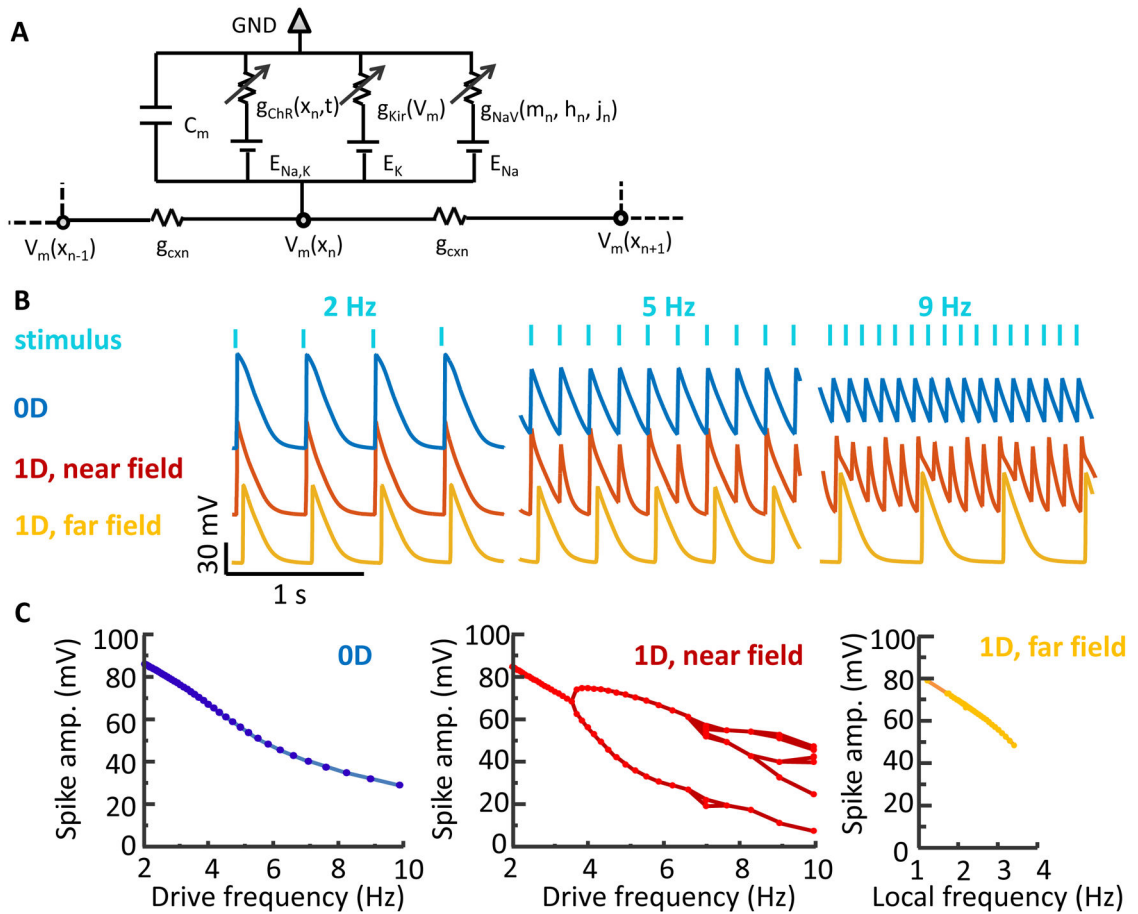 A
GND
C_m
g_ChR(x_n,t)
g_Kir(V_m)
g_NaV(m_n, h_n, j_n)
E_Na,K
E_K
E_Na
V_m(x_n-1)
g_cxn
V_m(x_n)
g_cxn
V_m(x_n+1)
B
2 Hz
5 Hz
9 Hz
stimulus
0D
1D, near field
1D, far field
30 mV
1 s
C
Spike amp. (mV)
100
80
60
40
20
0
0D
2 4 6 8 10
Drive frequency (Hz)
Spike amp. (mV)
100
80
60
40
20
0
1D, near field
2 4 6 8 10
Drive frequency (Hz)
Spike amp. (mV)
100
80
60
40
20
0
1D, far field
1 2 3 4
Local frequency (Hz)